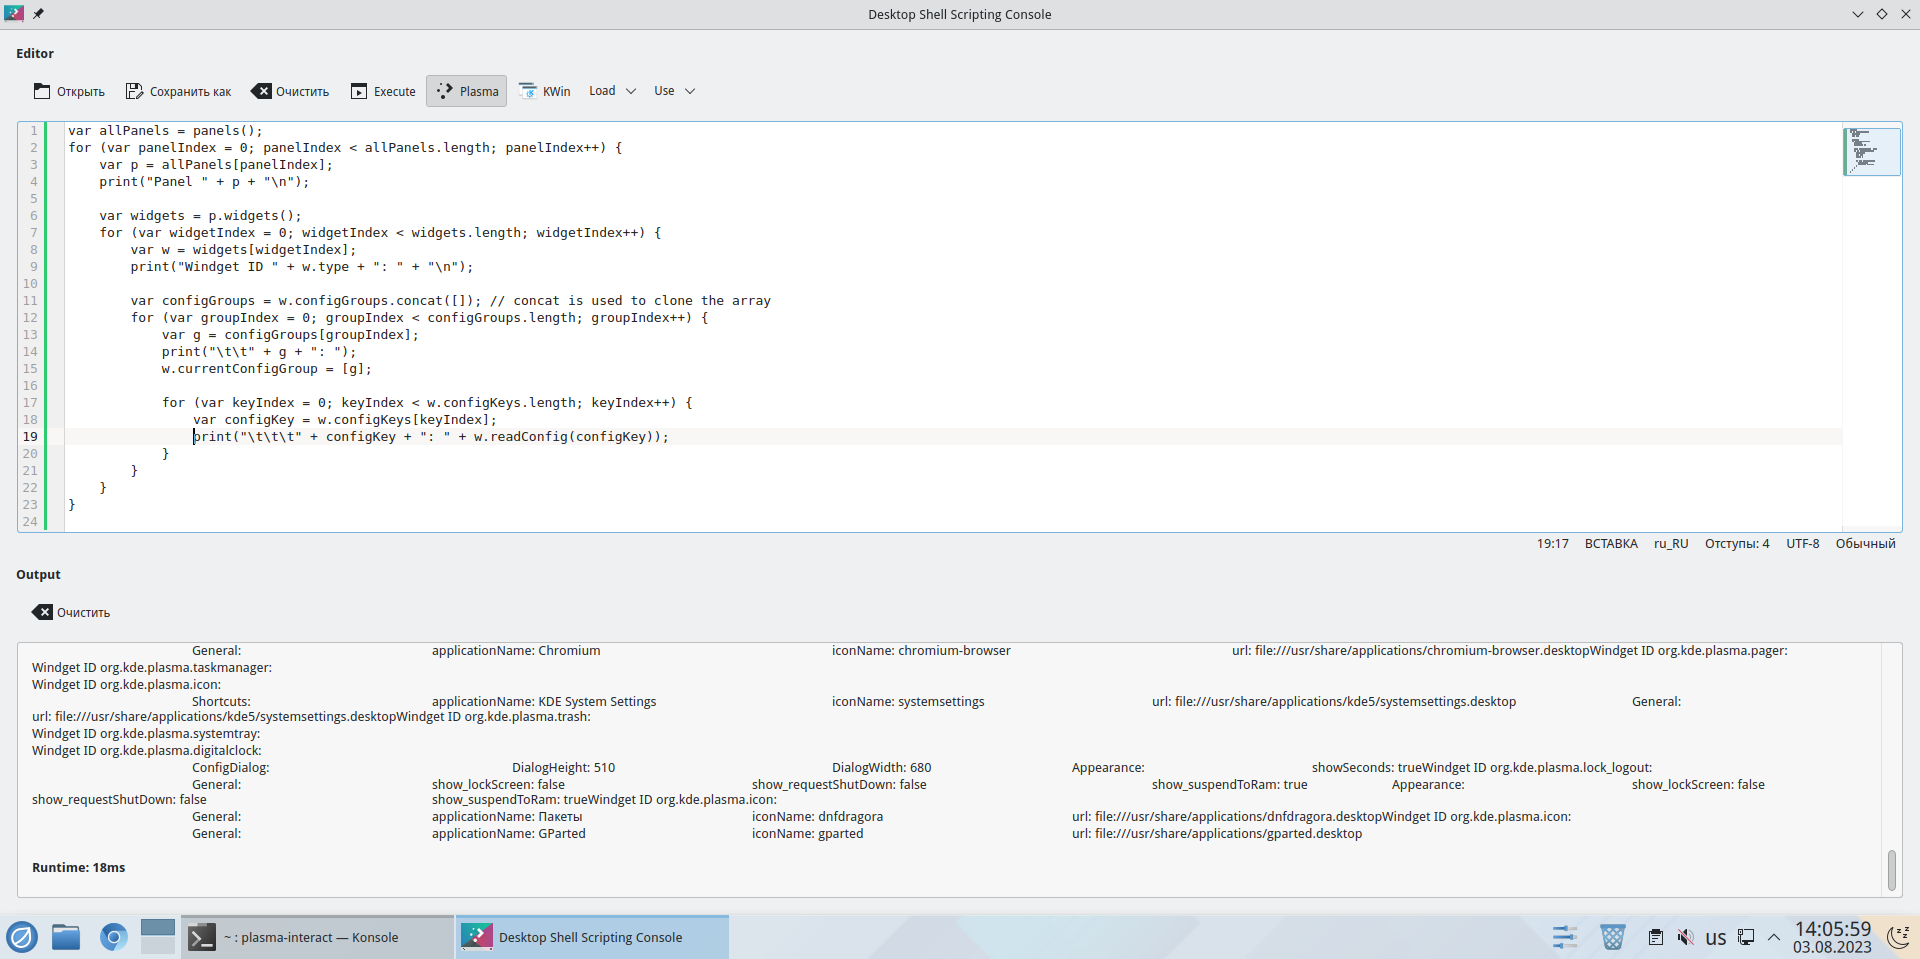 Desktop Shell Scripting Console
Editor
Открыть Сохранить как Очистить Execute Plasma KWin Load Use
1 var allPanels = panels();
2 for (var panelIndex = 0; panelIndex < allPanels.length; panelIndex++) {
3     var p = allPanels[panelIndex];
4     print("Panel " + p + "\n");
5
6     var widgets = p.widgets();
7     for (var widgetIndex = 0; widgetIndex < widgets.length; widgetIndex++) {
8         var w = widgets[widgetIndex];
9         print("Windget ID " + w.type + ": " + "\n");
10
11         var configGroups = w.configGroups.concat([]); // concat is used to clone the array
12         for (var groupIndex = 0; groupIndex < configGroups.length; groupIndex++) {
13             var g = configGroups[groupIndex];
14             print("\t\t" + g + ": ");
15             w.currentConfigGroup = [g];
16
17             for (var keyIndex = 0; keyIndex < w.configKeys.length; keyIndex++) {
18                 var configKey = w.configKeys[keyIndex];
19                 print("\t\t\t" + configKey + ": " + w.readConfig(configKey));
20             }
21         }
22     }
23 }
24
19:17 ВСТАВКА ru_RU Отступы: 4 UTF-8 Обычный
Output
Очистить
General: applicationName: Chromium iconName: chromium-browser url: file:///usr/share/applications/chromium-browser.desktopWindget ID org.kde.plasma.pager:
Windget ID org.kde.plasma.taskmanager:
Windget ID org.kde.plasma.icon:
Shortcuts: applicationName: KDE System Settings iconName: systemsettings url: file:///usr/share/applications/kde5/systemsettings.desktop General:
url: file:///usr/share/applications/kde5/systemsettings.desktopWindget ID org.kde.plasma.trash:
Windget ID org.kde.plasma.systemtray:
Windget ID org.kde.plasma.digitalclock:
ConfigDialog: DialogHeight: 510 DialogWidth: 680 Appearance: showSeconds: trueWindget ID org.kde.plasma.lock_logout:
General: show_lockScreen: false show_requestShutDown: false show_suspendToRam: true Appearance: show_lockScreen: false
show_requestShutDown: false show_suspendToRam: trueWindget ID org.kde.plasma.icon:
General: applicationName: Пакеты iconName: dnfdragora url: file:///usr/share/applications/dnfdragora.desktopWindget ID org.kde.plasma.icon:
General: applicationName: GParted iconName: gparted url: file:///usr/share/applications/gparted.desktop
Runtime: 18ms
~ : plasma-interact — Konsole Desktop Shell Scripting Console us 14:05:59
03.08.2023